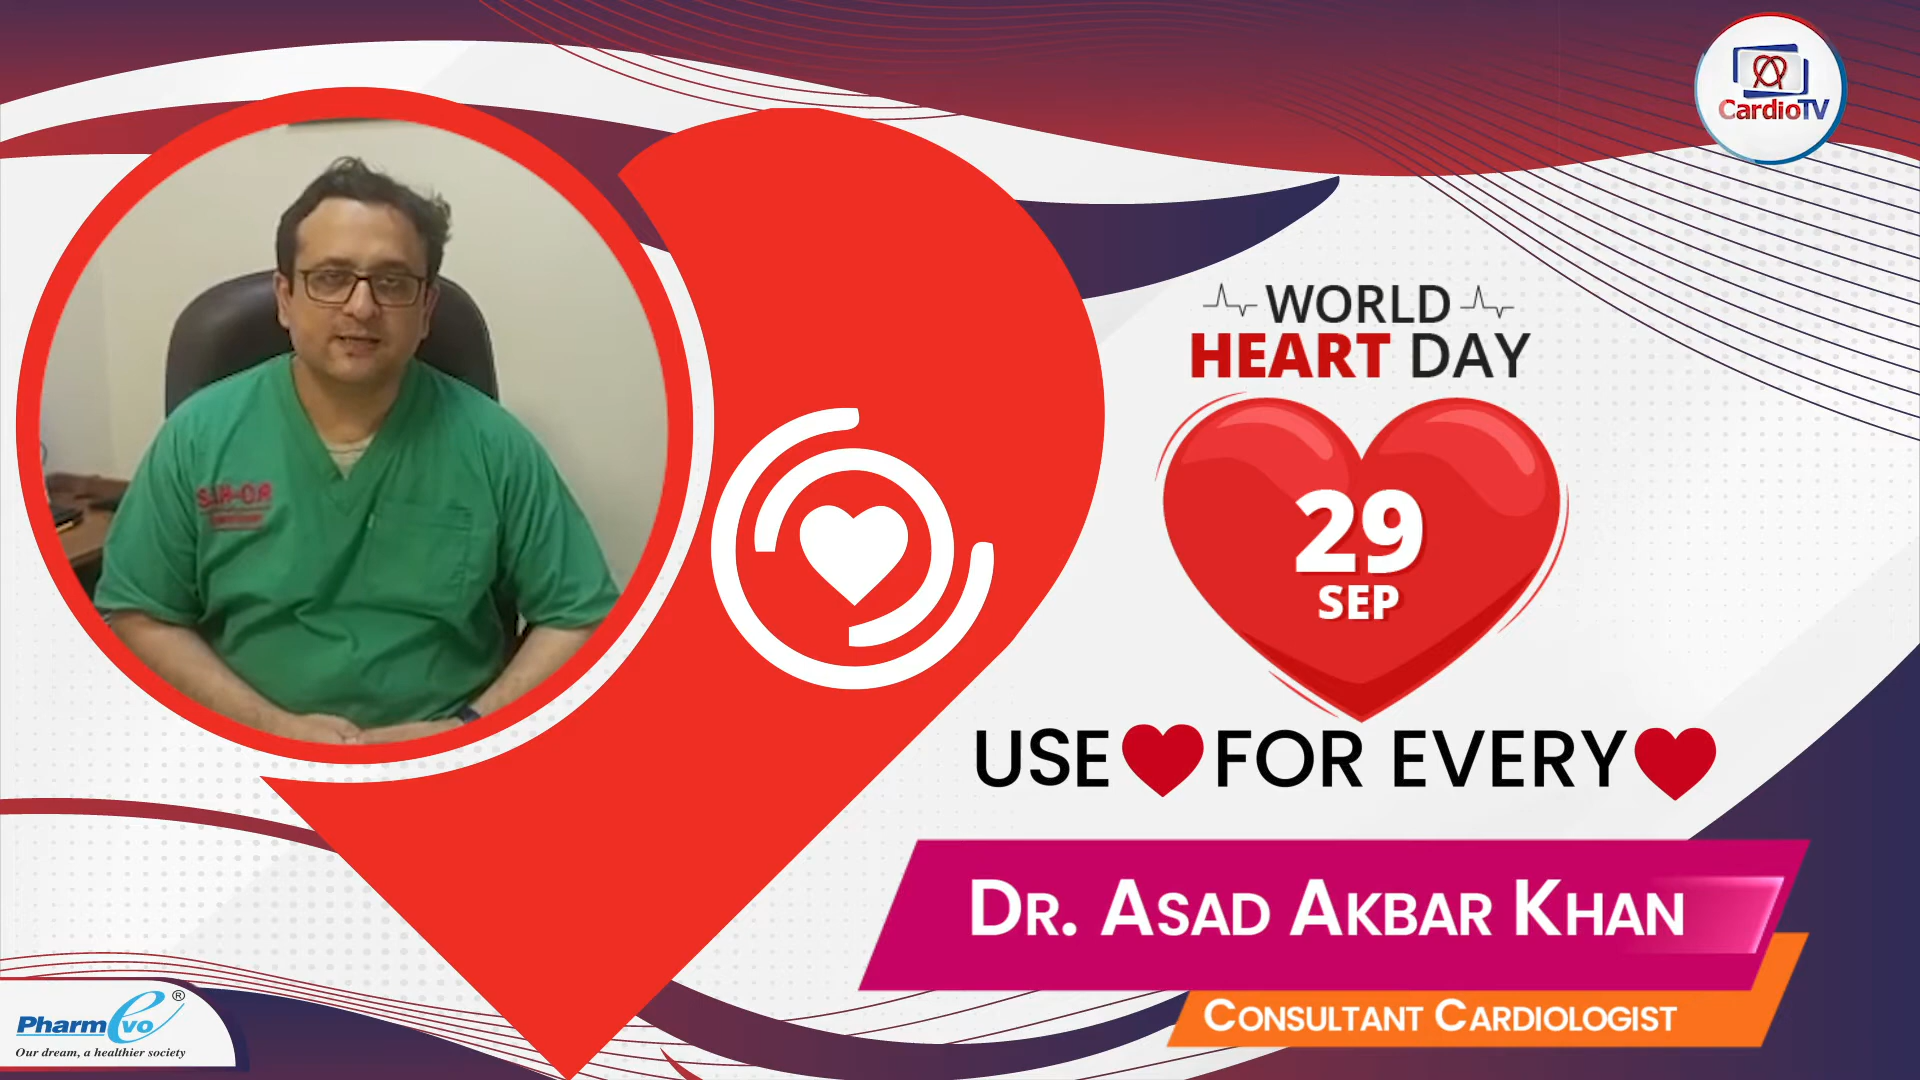 CardioTV
WORLD
HEART DAY
29
SEP
USE FOR EVERY
DR. ASAD AKBAR KHAN
CONSULTANT CARDIOLOGIST
PharmEvo ®
Our dream, a healthier society